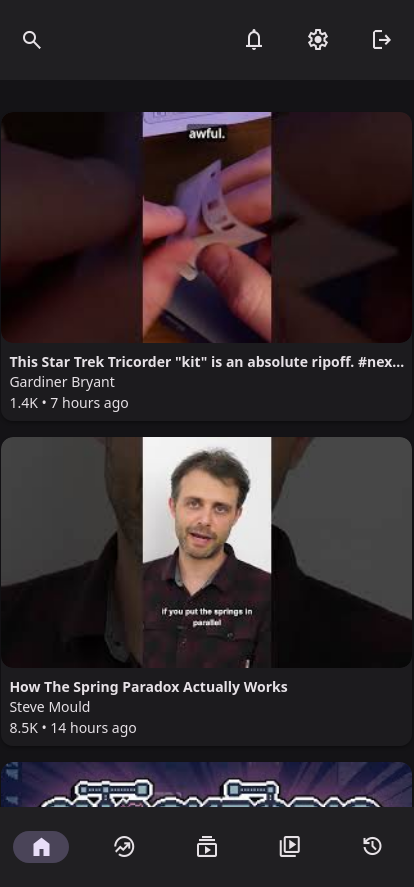 awful.
This Star Trek Tricorder "kit" is an absolute ripoff. #nex...
Gardiner Bryant
1.4K • 7 hours ago
if you put the springs in
parallel
How The Spring Paradox Actually Works
Steve Mould
8.5K • 14 hours ago